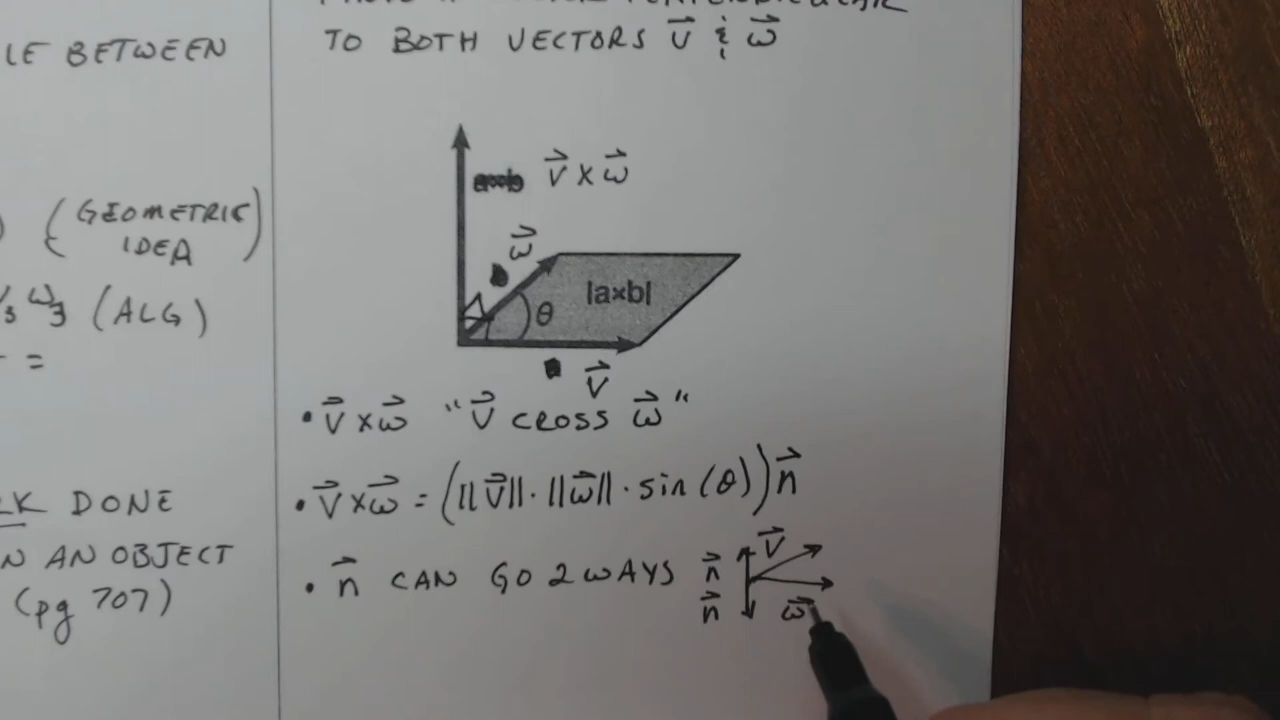 LE BETWEEN
(GEOMETRIC
IDEA)
ω₃ (ALG)
=
DONE
N AN OBJECT
(pg 707)
TO BOTH VECTORS v⃗ & ω⃗
v⃗ × ω⃗
ω⃗
θ
|axb|
v⃗
• v⃗ × ω⃗ "v⃗ CROSS ω⃗"
• v⃗ × ω⃗ = (||v⃗|| · ||ω⃗|| · sin(θ)) n⃗
• n⃗ CAN GO 2 WAYS
n⃗
n⃗
v⃗
ω⃗